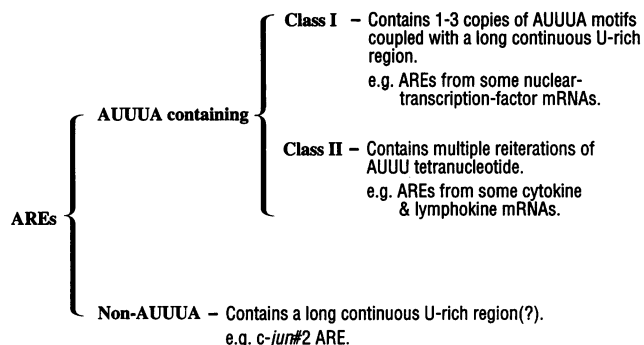 Class I – Contains 1-3 copies of AUUUA motifs
coupled with a long continuous U-rich
region.
e.g. AREs from some nuclear-
transcription-factor mRNAs.
AUUUA containing
Class II – Contains multiple reiterations of
AUUU tetranucleotide.
e.g. AREs from some cytokine
& lymphokine mRNAs.
AREs
Non-AUUUA – Contains a long continuous U-rich region(?).
e.g. c-jun#2 ARE.